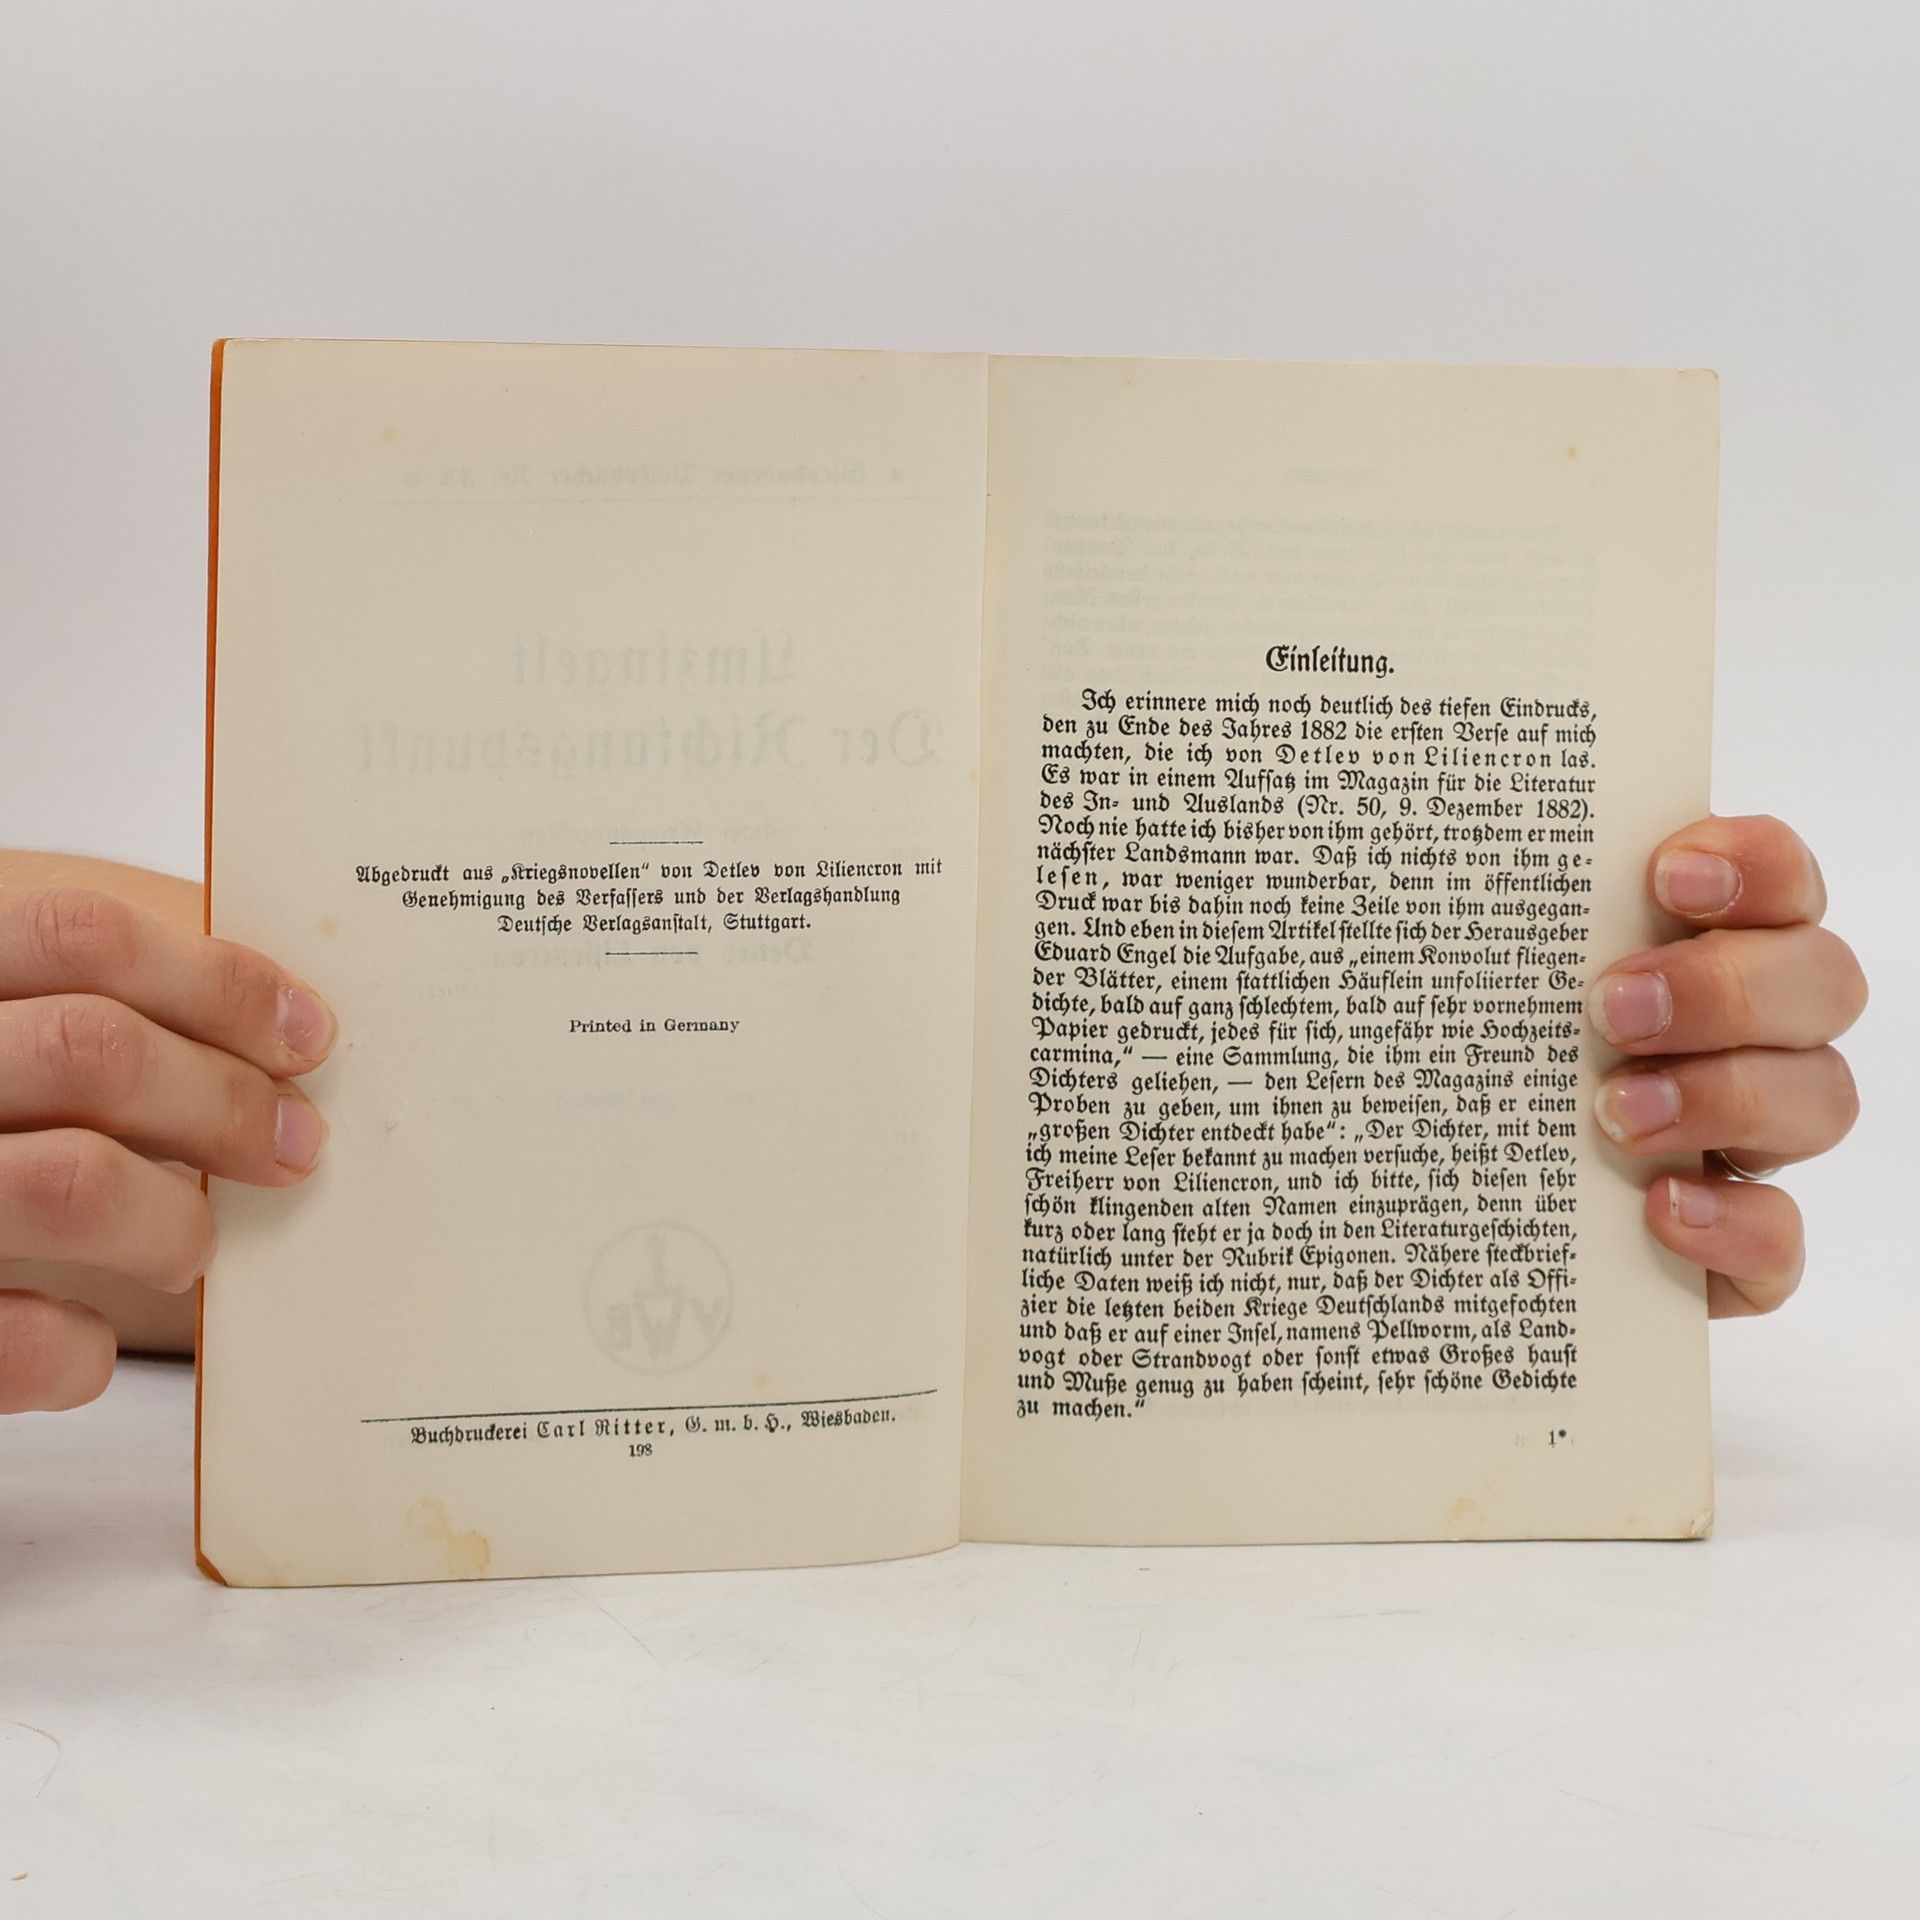 Abgedruckt aus „Kriegsnovellen“ von Detlev von Liliencron mit
Genehmigung des Verfassers und der Verlagshandlung
Deutsche Verlagsanstalt, Stuttgart.
Printed in Germany
Buchdruckerei Carl Ritter, G. m. b. H., Wiesbaden.
198
Einleitung.
Ich erinnere mich noch deutlich des tiefen Eindrucks,
den zu Ende des Jahres 1882 die ersten Verse auf mich
machten, die ich von Detlev von Liliencron las.
Es war in einem Aufsatz im Magazin für die Literatur
des In- und Auslands (Nr. 50, 9. Dezember 1882).
Noch nie hatte ich bisher von ihm gehört, trotzdem er mein
nächster Landsmann war. Daß ich nichts von ihm ge-
lesen, war weniger wunderbar, denn im öffentlichen
Druck war bis dahin noch keine Zeile von ihm ausgegan-
gen. Und eben in diesem Artikel stellte sich der Herausgeber
Eduard Engel die Aufgabe, aus „einem Konvolut fliegen-
der Blätter, einem stattlichen Häuflein unfoliierter Ge-
dichte, bald auf ganz schlechtem, bald auf sehr vornehmem
Papier gedruckt, jedes für sich, ungefähr wie Hochzeits-
carmina,“ — eine Sammlung, die ihm ein Freund des
Dichters geliehen, — den Lesern des Magazins einige
Proben zu geben, um ihnen zu beweisen, daß er einen
„großen Dichter entdeckt habe“: „Der Dichter, mit dem
ich meine Leser bekannt zu machen versuche, heißt Detlev,
Freiherr von Liliencron, und ich bitte, sich diesen sehr
schön klingenden alten Namen einzuprägen, denn über
kurz oder lang steht er ja doch in den Literaturgeschichten,
natürlich unter der Rubrik Epigonen. Nähere steckbrief-
liche Daten weiß ich nicht, nur, daß der Dichter als Offi-
zier die letzten beiden Kriege Deutschlands mitgefochten
und daß er auf einer Insel, namens Pellworm, als Land-
vogt oder Strandvogt oder sonst etwas Großes haust
und Muße genug zu haben scheint, sehr schöne Gedichte
zu machen.“
1*